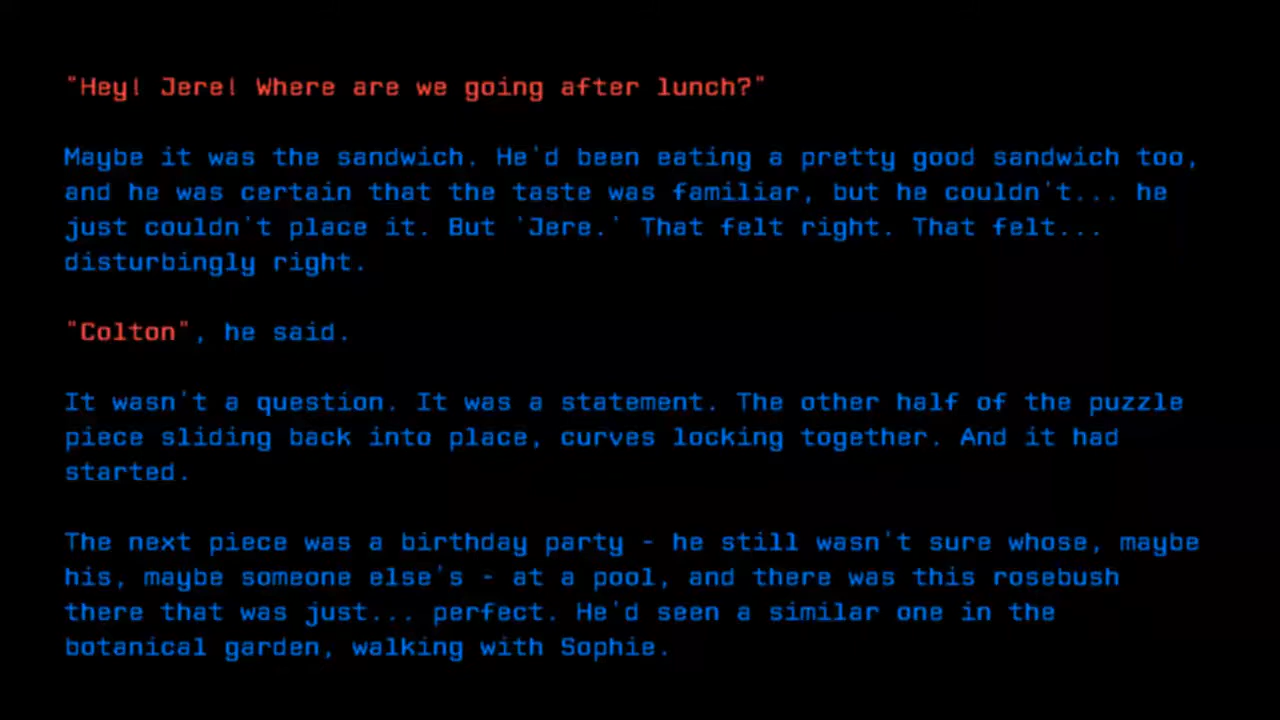 "Hey! Jere! Where are we going after lunch?"
Maybe it was the sandwich. He'd been eating a pretty good sandwich too,
and he was certain that the taste was familiar, but he couldn't... he
just couldn't place it. But 'Jere.' That felt right. That felt...
disturbingly right.
"Colton", he said.
It wasn't a question. It was a statement. The other half of the puzzle
piece sliding back into place, curves locking together. And it had
started.
The next piece was a birthday party - he still wasn't sure whose, maybe
his, maybe someone else's - at a pool, and there was this rosebush
there that was just... perfect. He'd seen a similar one in the
botanical garden, walking with Sophie.